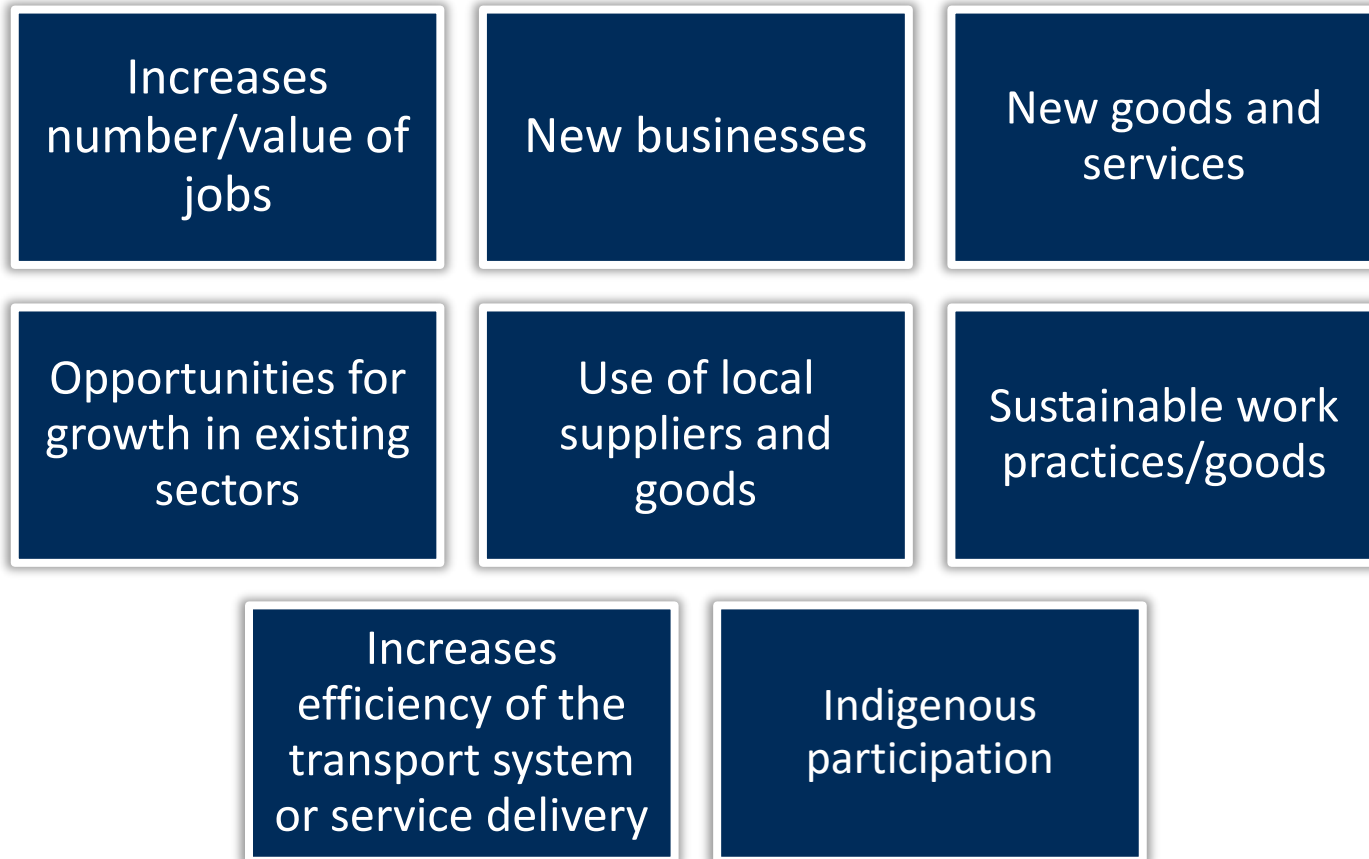 Increases
number/value of
jobs
New businesses
New goods and
services
Opportunities for
growth in existing
sectors
Use of local
suppliers and
goods
Sustainable work
practices/goods
Increases
efficiency of the
transport system
or service delivery
Indigenous
participation